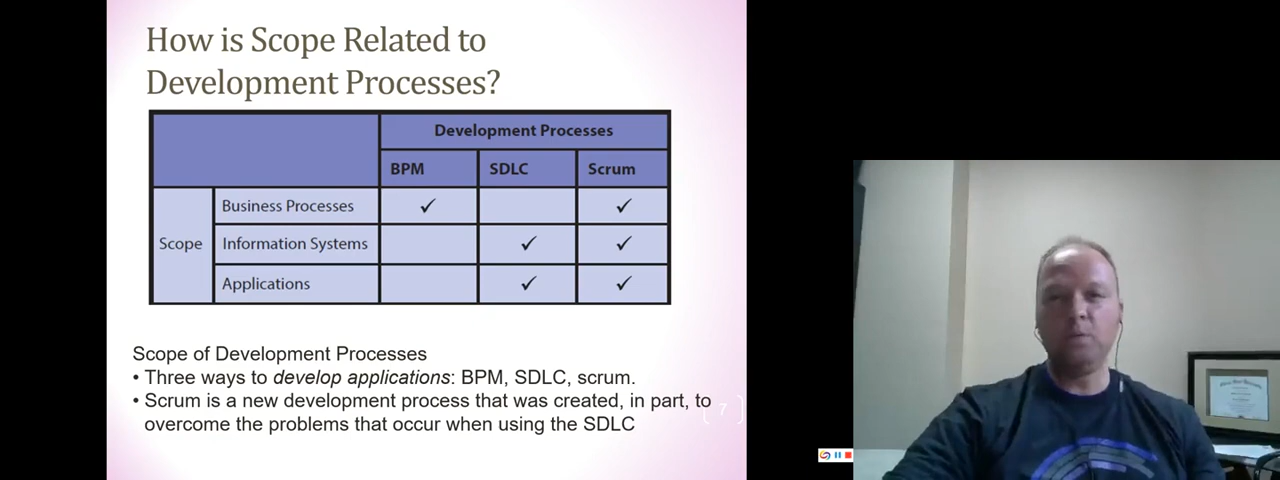 How is Scope Related to
Development Processes?
Development Processes
BPM SDLC Scrum
Business Processes ✓ ✓
Scope Information Systems ✓ ✓
Applications ✓ ✓
Scope of Development Processes
• Three ways to develop applications: BPM, SDLC, scrum.
• Scrum is a new development process that was created, in part, to
overcome the problems that occur when using the SDLC
7